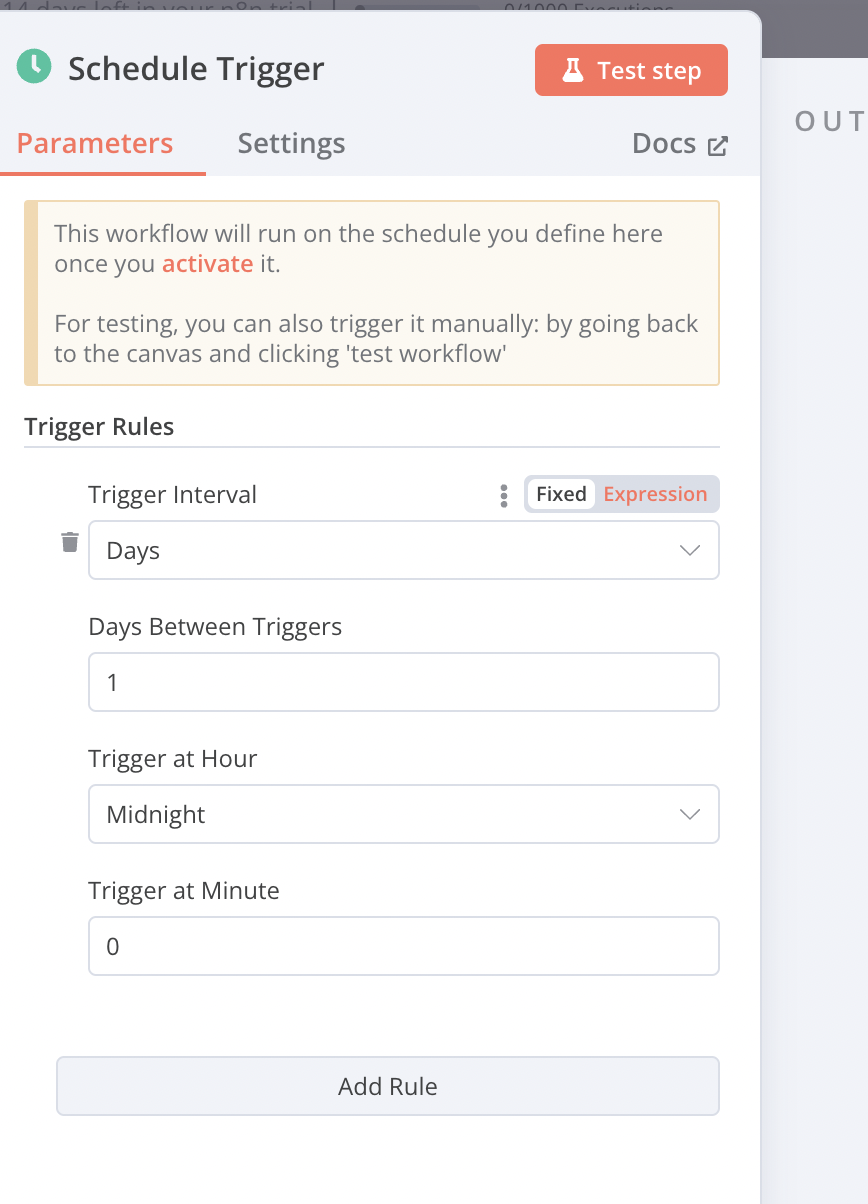 14 days left in your n8n trial
0/1000 Executions
Schedule Trigger
Test step
OUT
Parameters
Settings
Docs
This workflow will run on the schedule you define here
once you activate it.
For testing, you can also trigger it manually: by going back
to the canvas and clicking 'test workflow'
Trigger Rules
Trigger Interval
Fixed
Expression
Days
Days Between Triggers
1
Trigger at Hour
Midnight
Trigger at Minute
0
Add Rule